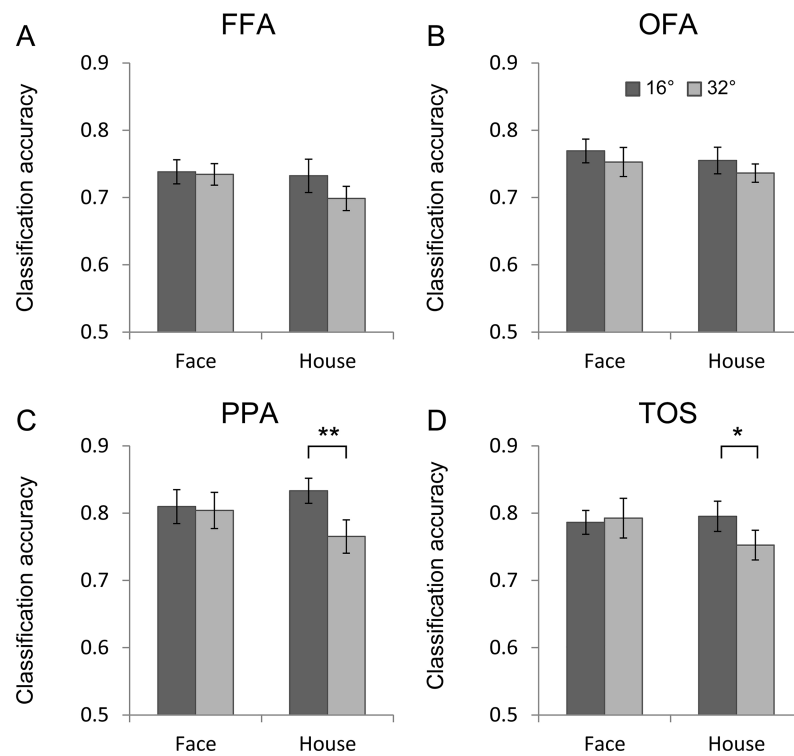 A
FFA
Classification accuracy
0.9
0.8
0.7
0.6
0.5
Face
House
B
OFA
16°
32°
Classification accuracy
0.9
0.8
0.7
0.6
0.5
Face
House
C
PPA
Classification accuracy
0.9
0.8
0.7
0.6
0.5
**
Face
House
D
TOS
Classification accuracy
0.9
0.8
0.7
0.6
0.5
*
Face
House